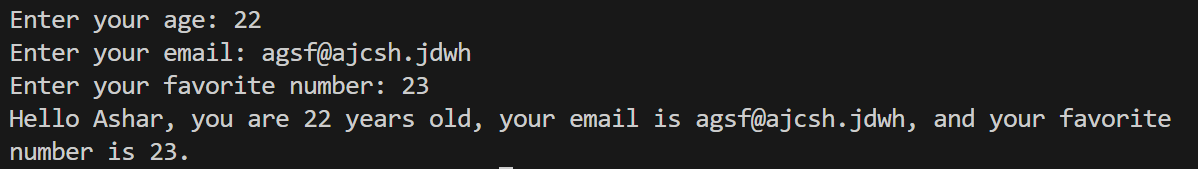 Enter your age: 22
Enter your email: agsf@ajcsh.jdwh
Enter your favorite number: 23
Hello Ashar, you are 22 years old, your email is agsf@ajcsh.jdwh, and your favorite
number is 23.